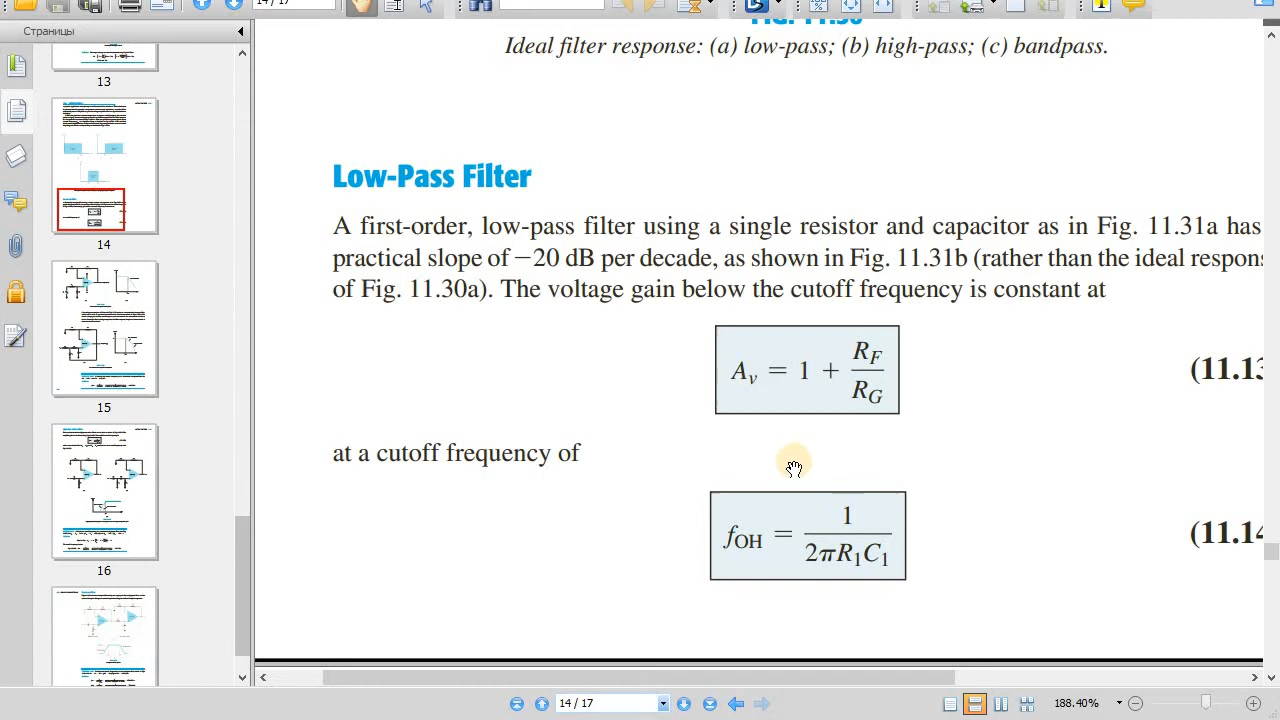 14 / 17
Страницы
13
14
15
16
Ideal filter response: (a) low-pass; (b) high-pass; (c) bandpass.
Low-Pass Filter
A first-order, low-pass filter using a single resistor and capacitor as in Fig. 11.31a has
practical slope of −20 dB per decade, as shown in Fig. 11.31b (rather than the ideal respon
of Fig. 11.30a). The voltage gain below the cutoff frequency is constant at
A_v = 1 + R_F / R_G
(11.13
at a cutoff frequency of
f_OH = 1 / 2πR_1C_1
(11.14
14 / 17
188.40%